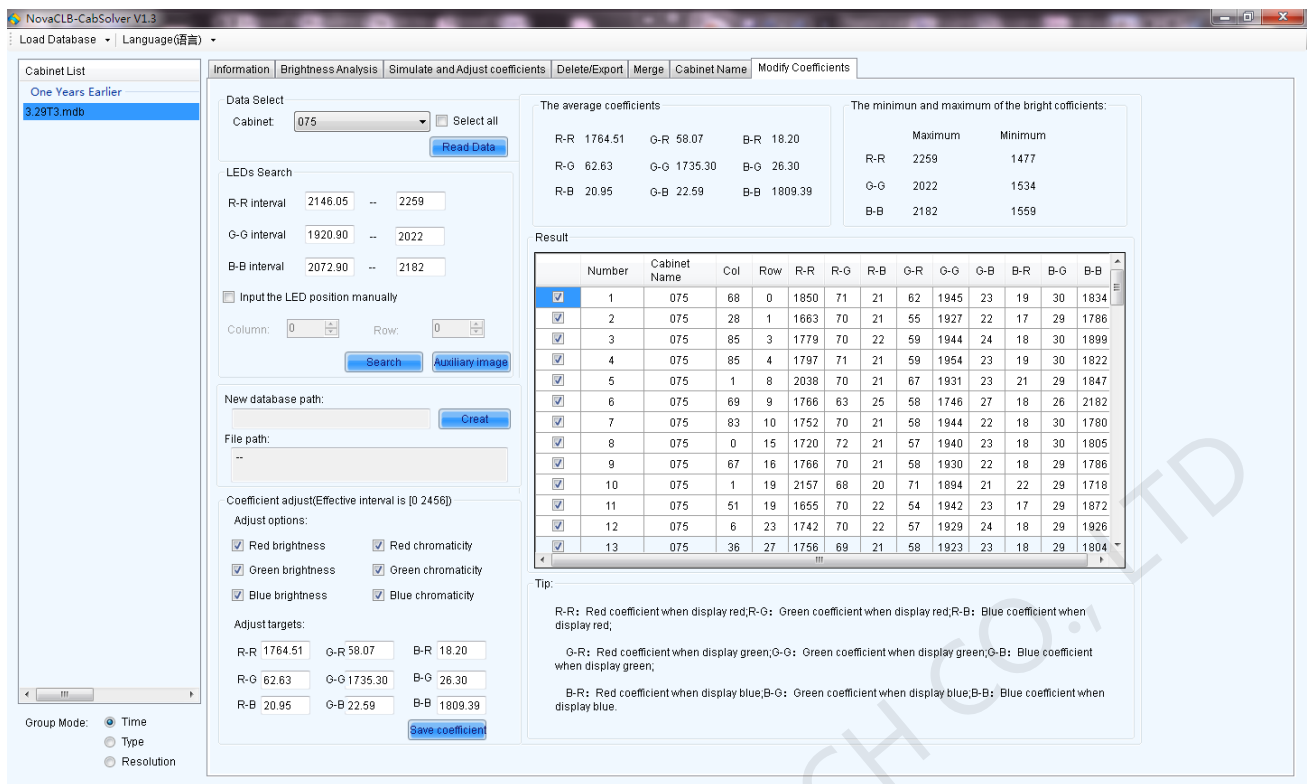 NovaCLB-CabSolver V1.3
Load Database Language(语言)
Cabinet List
One Years Earlier
3.29T3.mdb
Group Mode: Time
Type
Resolution
Information Brightness Analysis Simulate and Adjust coefficients Delete/Export Merge Cabinet Name Modify Coefficients
Data Select
Cabinet: 075 Select all
Read Data
LEDs Search
R-R interval 2146.05 -- 2259
G-G interval 1920.90 -- 2022
B-B interval 2072.90 -- 2182
Input the LED position manually
Column: 0 Row: 0
Search Auxiliary image
New database path:
Creat
File path:
--
Coefficient adjust(Effective interval is [0 2456])
Adjust options:
Red brightness Red chromaticity
Green brightness Green chromaticity
Blue brightness Blue chromaticity
Adjust targets:
R-R 1764.51 G-R 58.07 B-R 18.20
R-G 62.63 G-G 1735.30 B-G 26.30
R-B 20.95 G-B 22.59 B-B 1809.39
Save coefficient
The average coefficients
R-R 1764.51 G-R 58.07 B-R 18.20
R-G 62.63 G-G 1735.30 B-G 26.30
R-B 20.95 G-B 22.59 B-B 1809.39
The minimun and maximum of the bright cofficients:
Maximum Minimum
R-R 2259 1477
G-G 2022 1534
B-B 2182 1559
Result
Number Cabinet Name Col Row R-R R-G R-B G-R G-G G-B B-R B-G B-B
1 075 68 0 1850 71 21 62 1945 23 19 30 1834
2 075 28 1 1663 70 21 55 1927 22 17 29 1786
3 075 85 3 1779 70 22 59 1944 24 18 30 1899
4 075 85 4 1797 71 21 59 1954 23 19 30 1822
5 075 1 8 2038 70 21 67 1931 23 21 29 1847
6 075 69 9 1766 63 25 58 1746 27 18 26 2182
7 075 83 10 1752 70 21 58 1944 22 18 30 1780
8 075 0 15 1720 72 21 57 1940 23 18 30 1805
9 075 67 16 1766 70 21 58 1930 22 18 29 1786
10 075 1 19 2157 68 20 71 1894 21 22 29 1718
11 075 51 19 1655 70 22 54 1942 23 17 29 1872
12 075 6 23 1742 70 22 57 1929 24 18 29 1926
13 075 36 27 1756 69 21 58 1923 23 18 29 1804
Tip:
R-R: Red coefficient when display red;R-G: Green coefficient when display red;R-B: Blue coefficient when
display red;
G-R: Red coefficient when display green;G-G: Green coefficient when display green;G-B: Blue coefficient
when display green;
B-R: Red coefficient when display blue;B-G: Green coefficient when display blue;B-B: Blue coefficient when
display blue.
CH CO., LTD